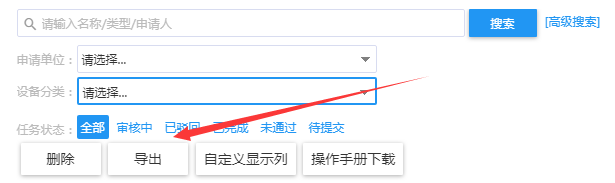 请输入名称/类型/申请人 搜索 [高级搜索]
申请单位： 请选择...
设备分类： 请选择...
任务状态： 全部 审核中 已驳回 已完成 未通过 待提交
删除 导出 自定义显示列 操作手册下载